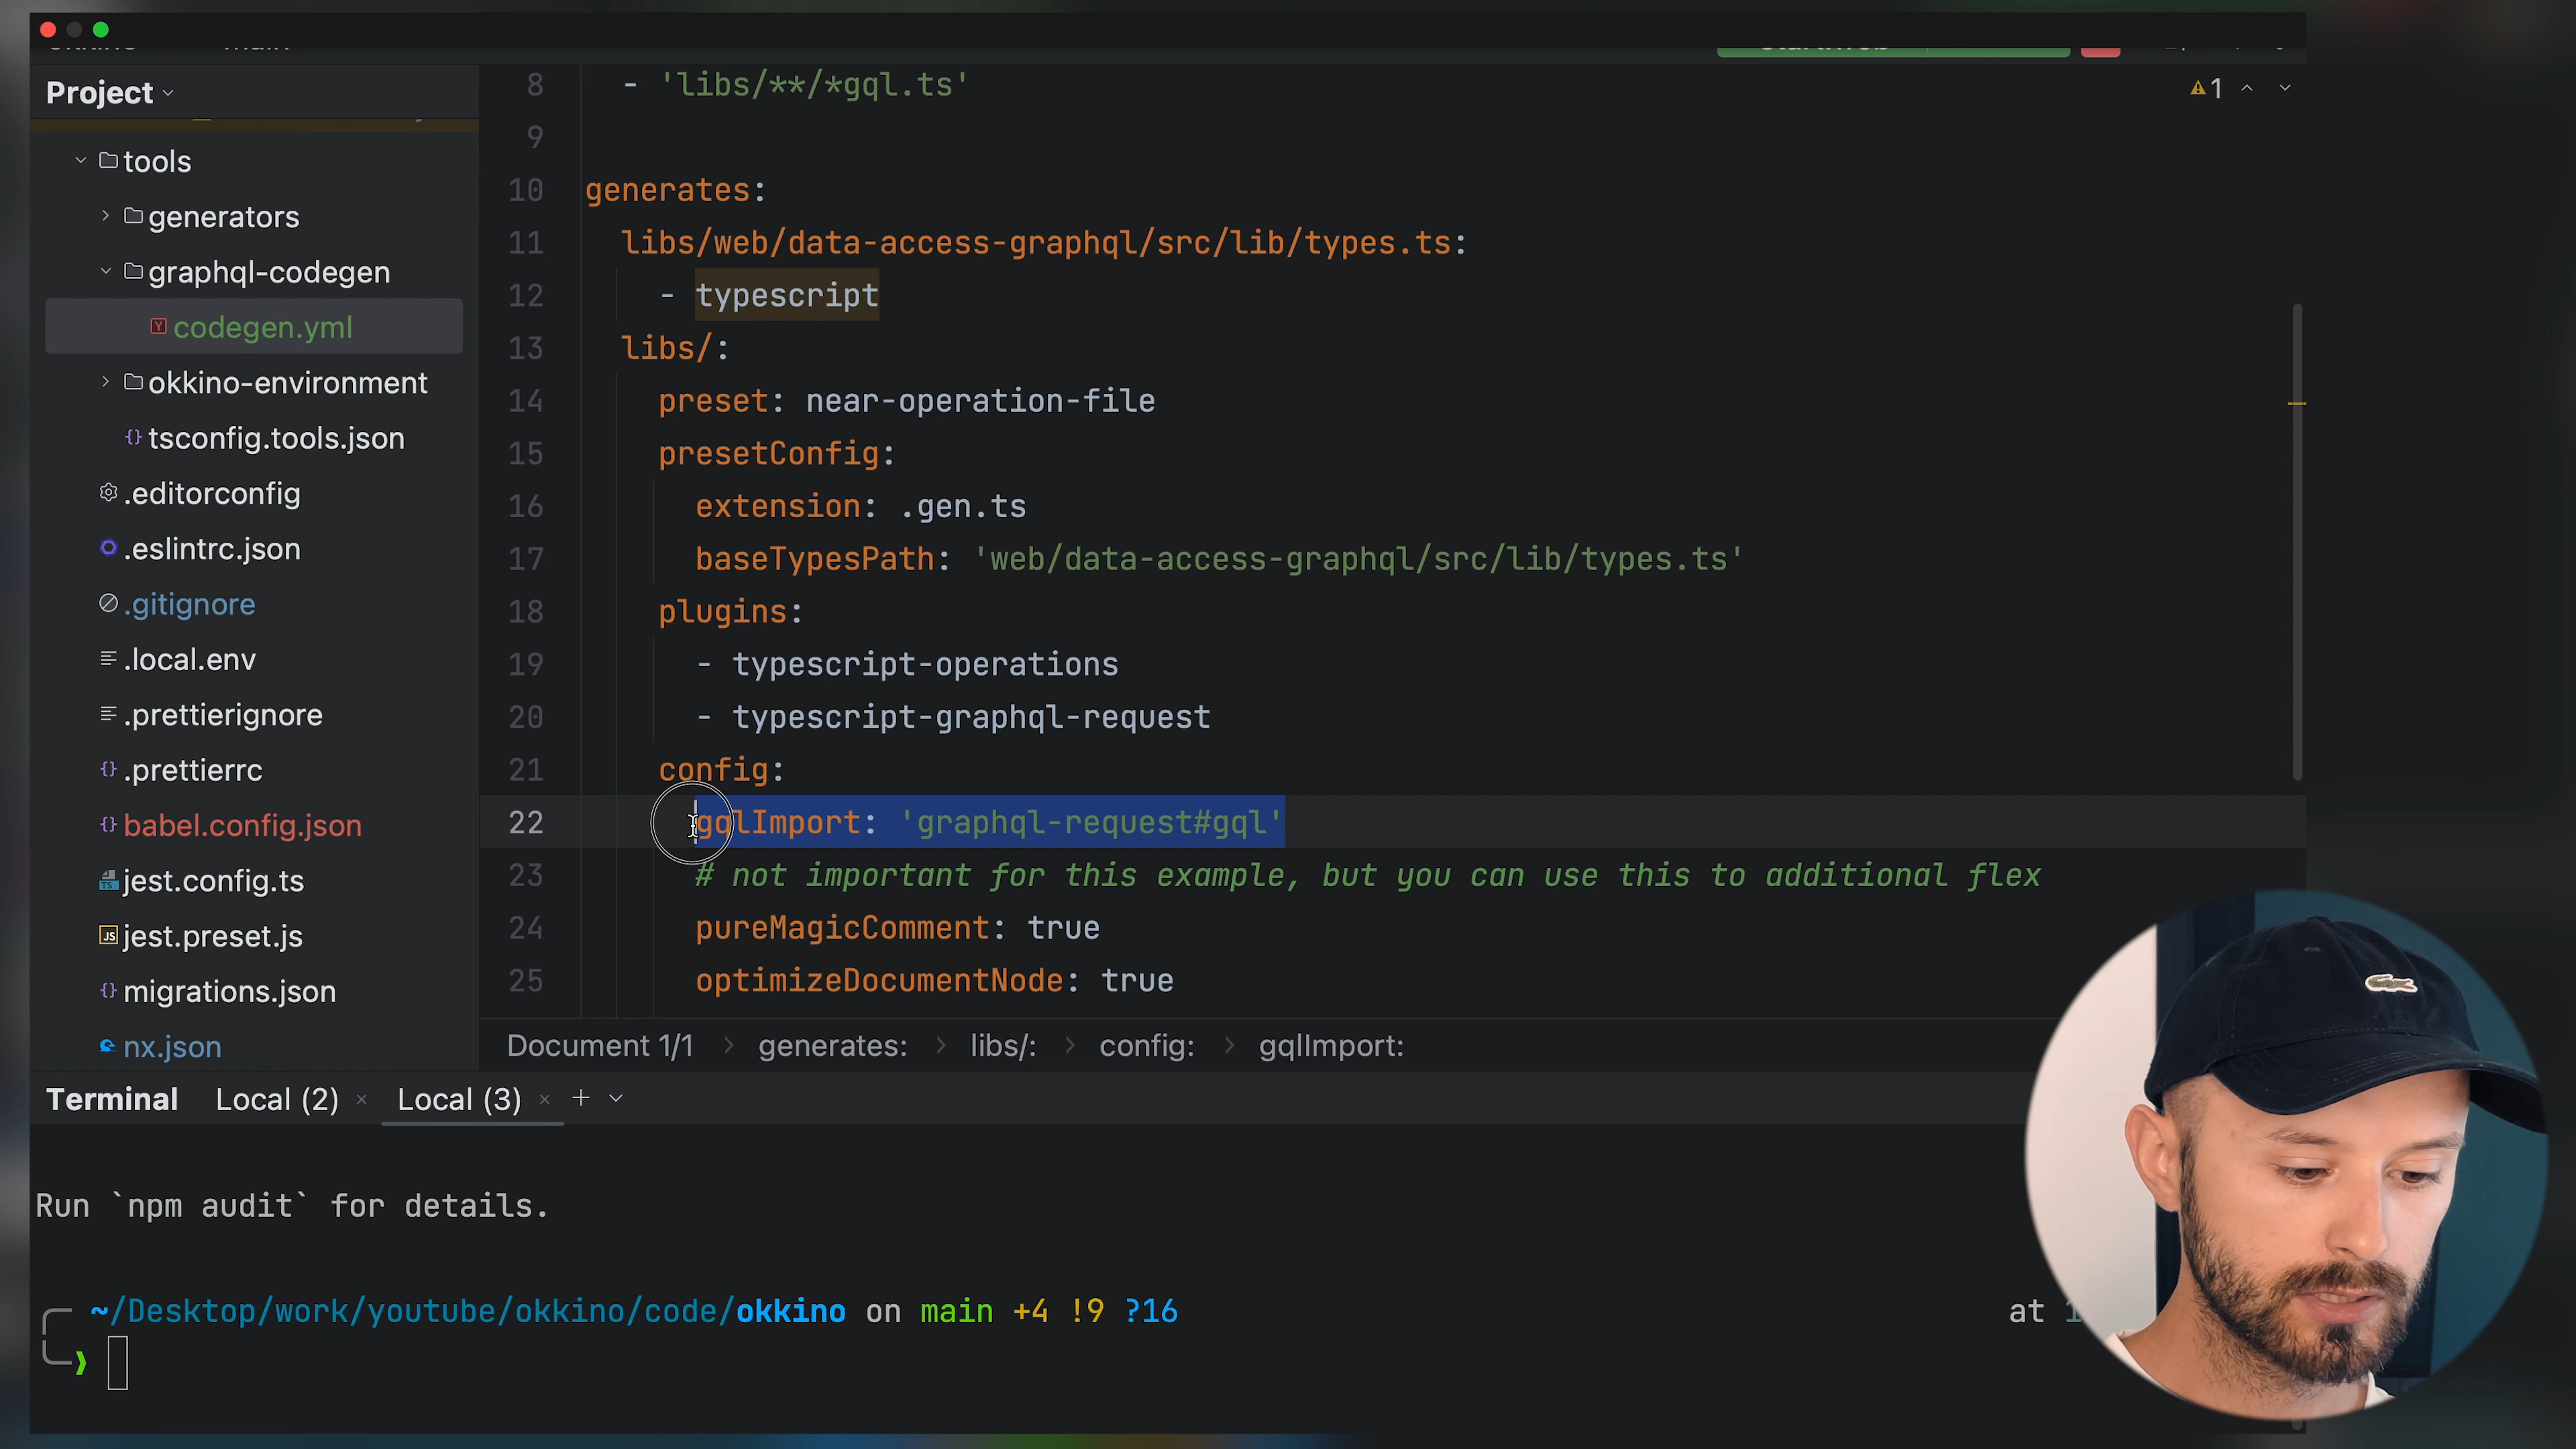 Project
tools
generators
graphql-codegen
codegen.yml
okkino-environment
tsconfig.tools.json
.editorconfig
.eslintrc.json
.gitignore
.local.env
.prettierignore
.prettierrc
babel.config.json
jest.config.ts
jest.preset.js
migrations.json
nx.json
1
8 - 'libs/**/*gql.ts'
9
10 generates:
11 libs/web/data-access-graphql/src/lib/types.ts:
12 - typescript
13 libs/:
14 preset: near-operation-file
15 presetConfig:
16 extension: .gen.ts
17 baseTypesPath: 'web/data-access-graphql/src/lib/types.ts'
18 plugins:
19 - typescript-operations
20 - typescript-graphql-request
21 config:
22 gqlImport: 'graphql-request#gql'
23 # not important for this example, but you can use this to additional flex
24 pureMagicComment: true
25 optimizeDocumentNode: true
Document 1/1 > generates: > libs/: > config: > gqlImport:
Terminal Local (2) × Local (3) × +
Run `npm audit` for details.
~/Desktop/work/youtube/okkino/code/okkino on main +4 !9 ?16 at